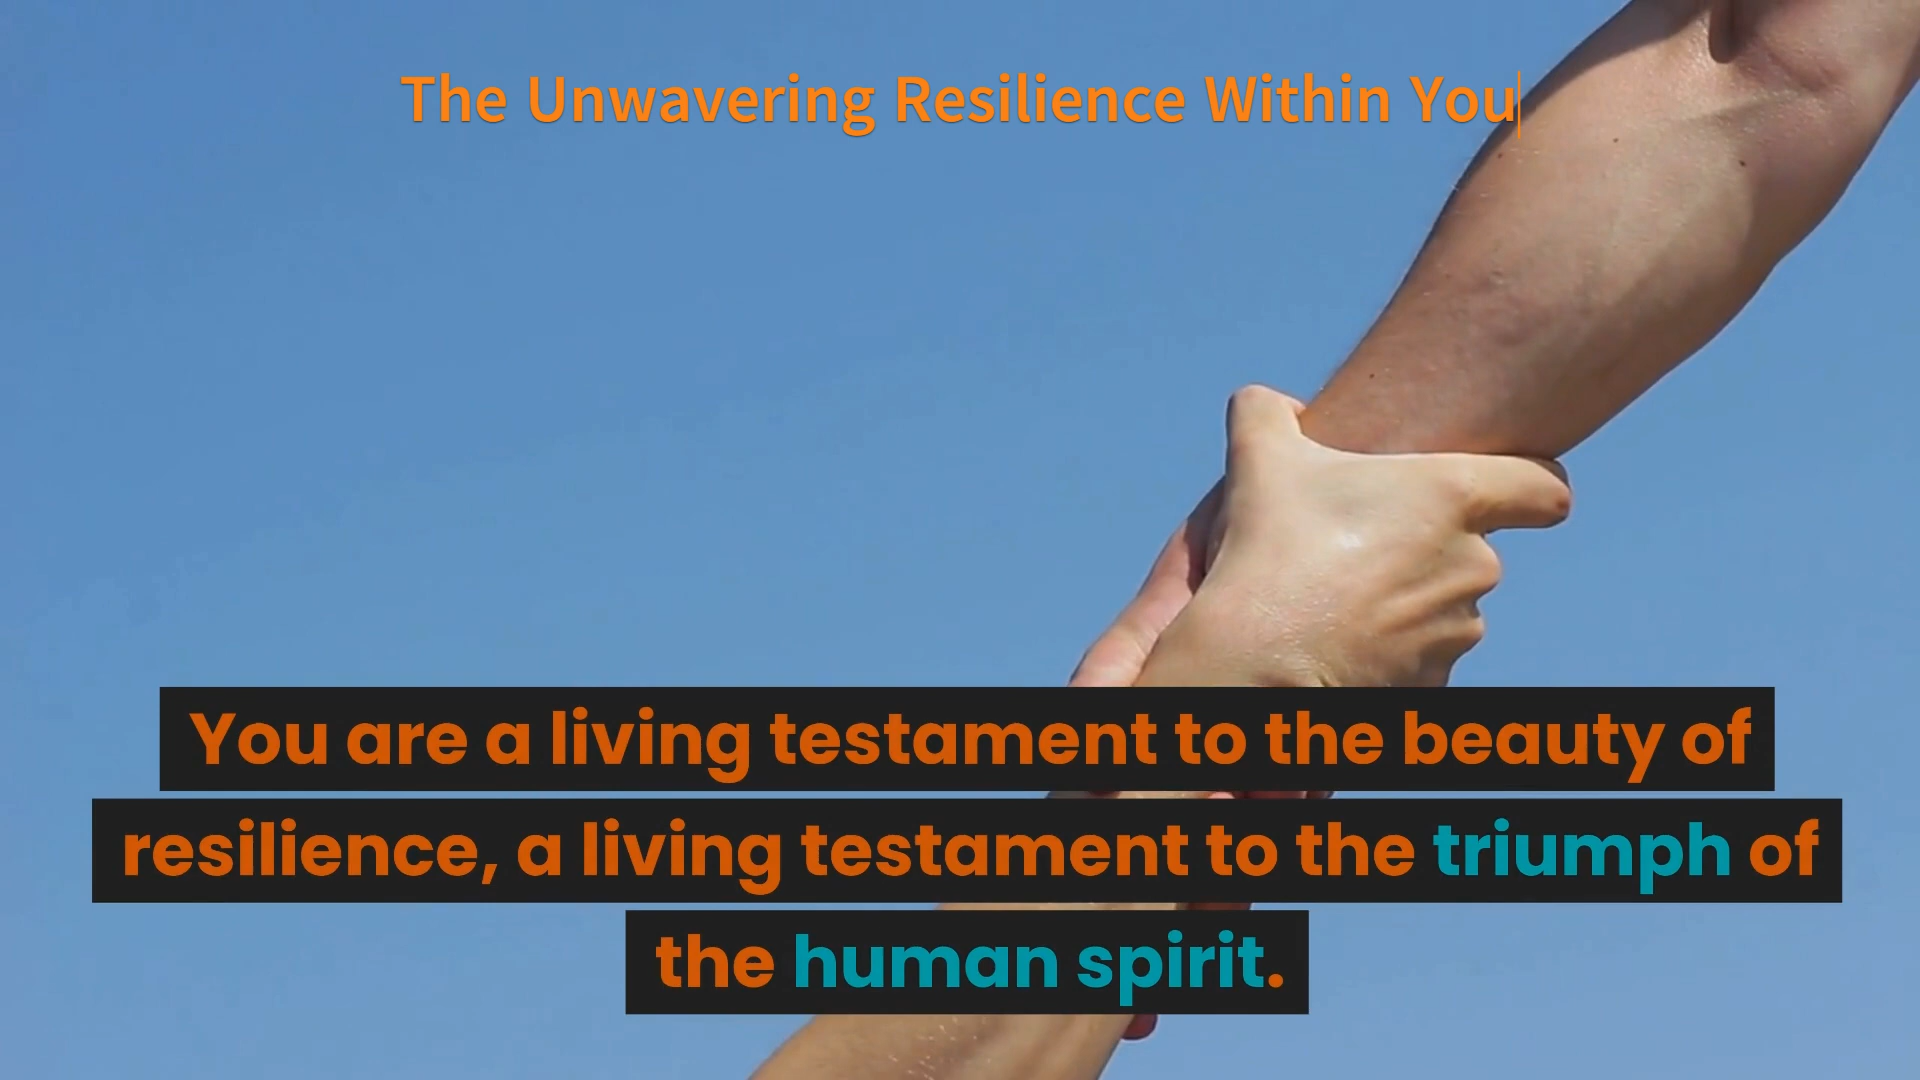 The Unwavering Resilience Within You
You are a living testament to the beauty of
resilience, a living testament to the triumph of
the human spirit.